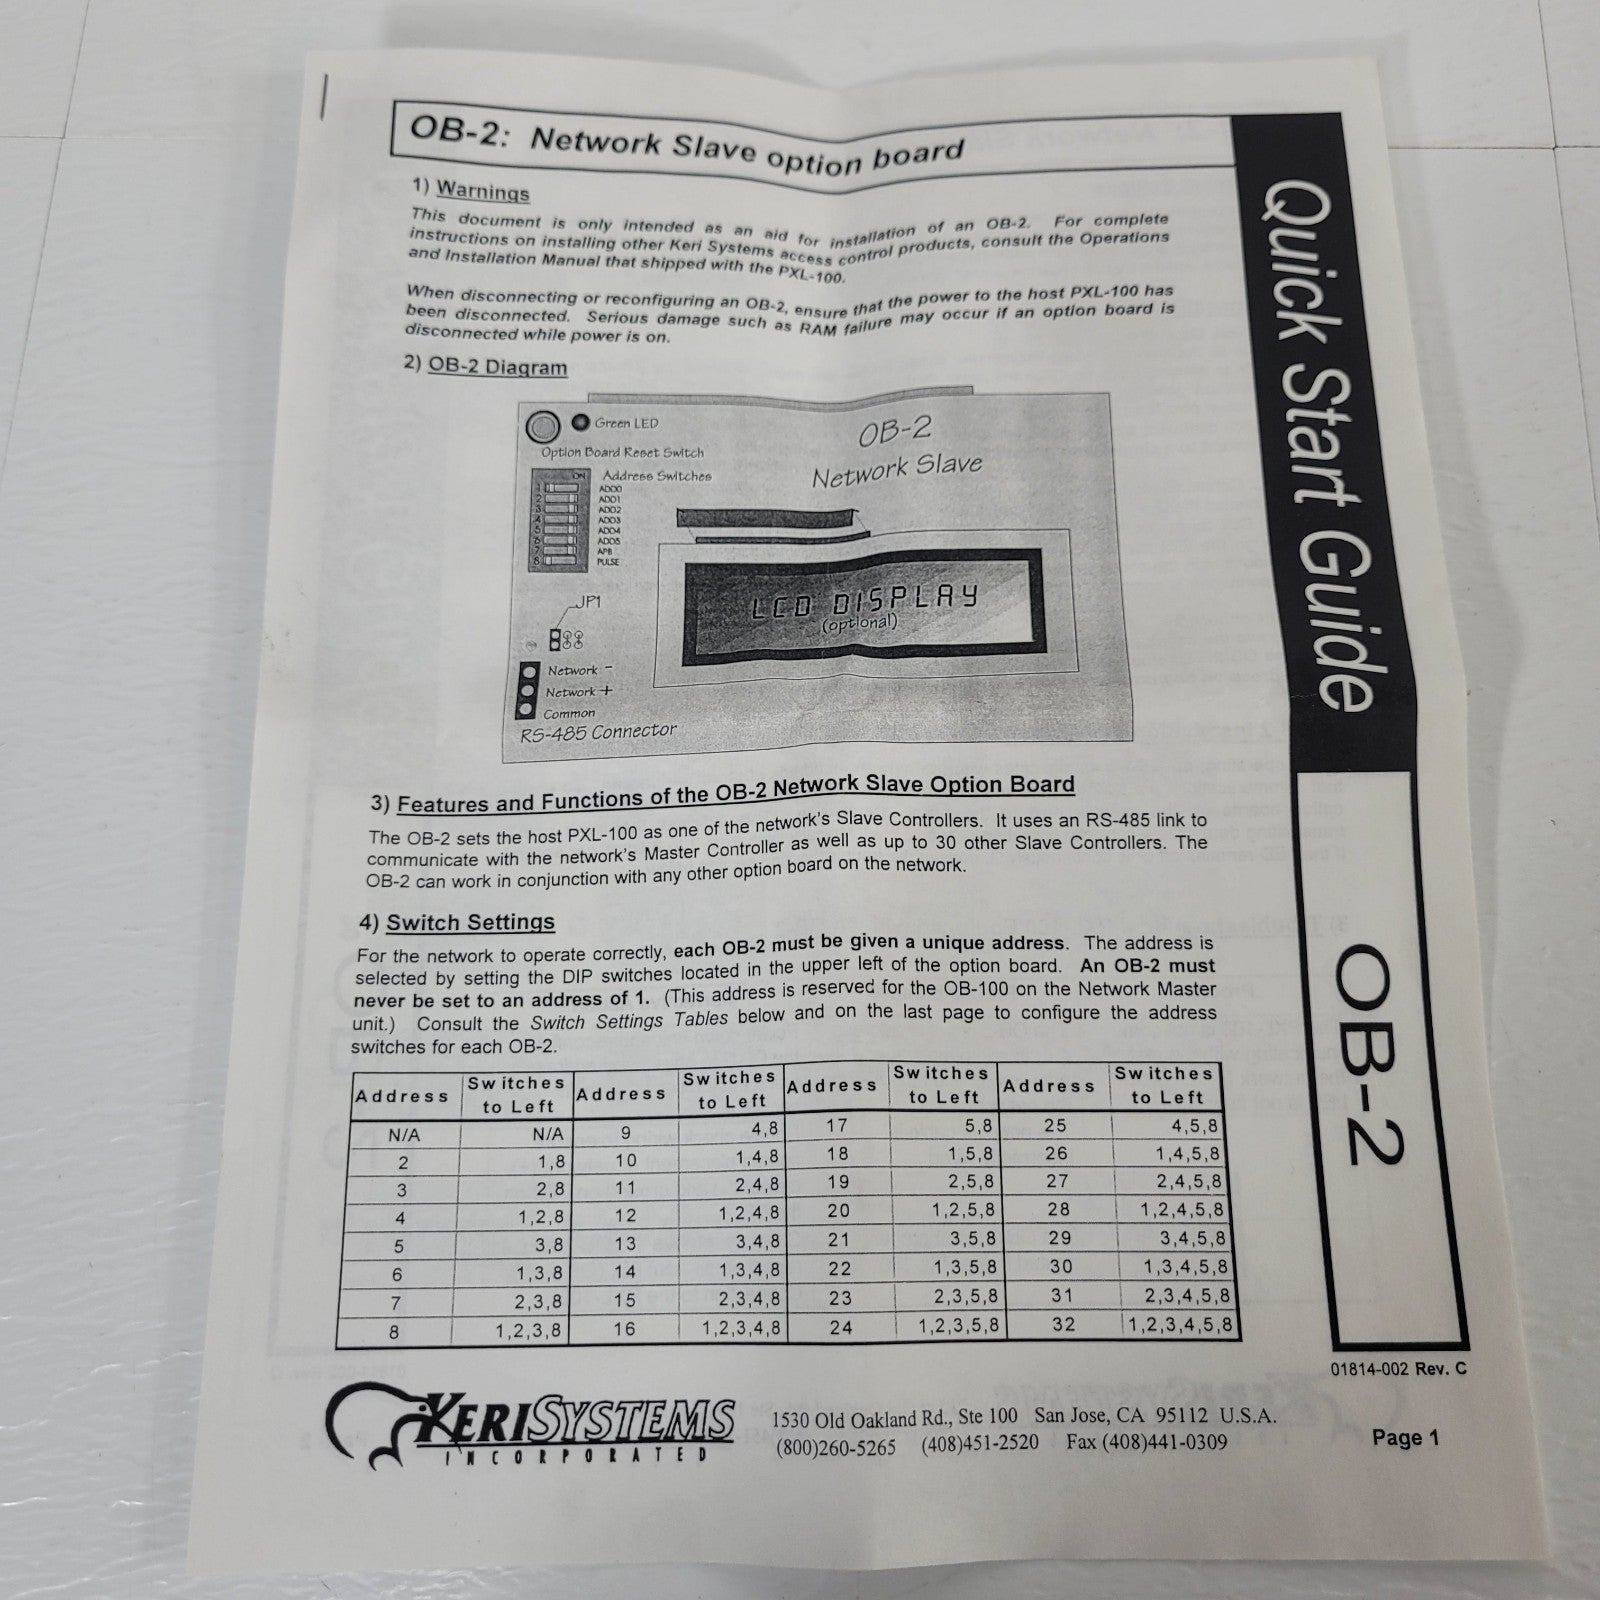 OB-2: Network Slave option board
1) Warnings
This document is only intended as an aid for installation of an OB-2. For complete
instructions on installing other Keri Systems access control products, consult the Operations
and Installation Manual that shipped with the PXL-100.
When disconnecting or reconfiguring an OB-2, ensure that the power to the host PXL-100 has
been disconnected. Serious damage such as RAM failure may occur if an option board is
disconnected while power is on.
2) OB-2 Diagram
Green LED
Option Board Reset Switch
ON
Address Switches
1 ADD0
2 ADD1
3 ADD2
4 ADD3
5 ADD4
6 ADD5
7 APB
8 PULSE
OB-2
Network Slave
LCD DISPLAY
(optional)
JP1
Network -
Network +
Common
RS-485 Connector
3) Features and Functions of the OB-2 Network Slave Option Board
The OB-2 sets the host PXL-100 as one of the network's Slave Controllers. It uses an RS-485 link to
communicate with the network's Master Controller as well as up to 30 other Slave Controllers. The
OB-2 can work in conjunction with any other option board on the network.
4) Switch Settings
For the network to operate correctly, each OB-2 must be given a unique address. The address is
selected by setting the DIP switches located in the upper left of the option board. An OB-2 must
never be set to an address of 1. (This address is reserved for the OB-100 on the Network Master
unit.) Consult the Switch Settings Tables below and on the last page to configure the address
switches for each OB-2.
Address Switches to Left Address Switches to Left Address Switches to Left Address Switches to Left
N/A N/A 9 4,8 17 5,8 25 4,5,8
2 1,8 10 1,4,8 18 1,5,8 26 1,4,5,8
3 2,8 11 2,4,8 19 2,5,8 27 2,4,5,8
4 1,2,8 12 1,2,4,8 20 1,2,5,8 28 1,2,4,5,8
5 3,8 13 3,4,8 21 3,5,8 29 3,4,5,8
6 1,3,8 14 1,3,4,8 22 1,3,5,8 30 1,3,4,5,8
7 2,3,8 15 2,3,4,8 23 2,3,5,8 31 2,3,4,5,8
8 1,2,3,8 16 1,2,3,4,8 24 1,2,3,5,8 32 1,2,3,4,5,8
Quick Start Guide
OB-2
01814-002 Rev. C
KERI SYSTEMS
INCORPORATED
1530 Old Oakland Rd., Ste 100 San Jose, CA 95112 U.S.A.
(800)260-5265 (408)451-2520 Fax (408)441-0309
Page 1